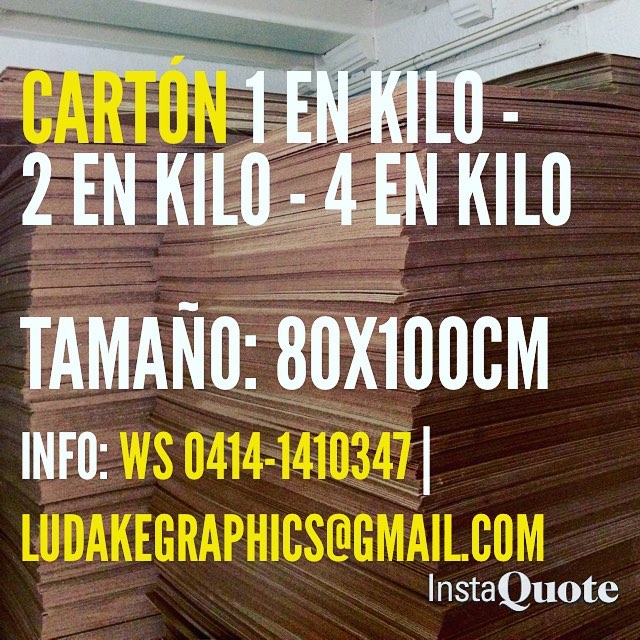 CARTÓN 1 EN KILO -
2 EN KILO - 4 EN KILO
TAMAÑO: 80X100CM
INFO: WS 0414-1410347 |
LUDAKEGRAPHICS@GMAIL.COM
InstaQuote